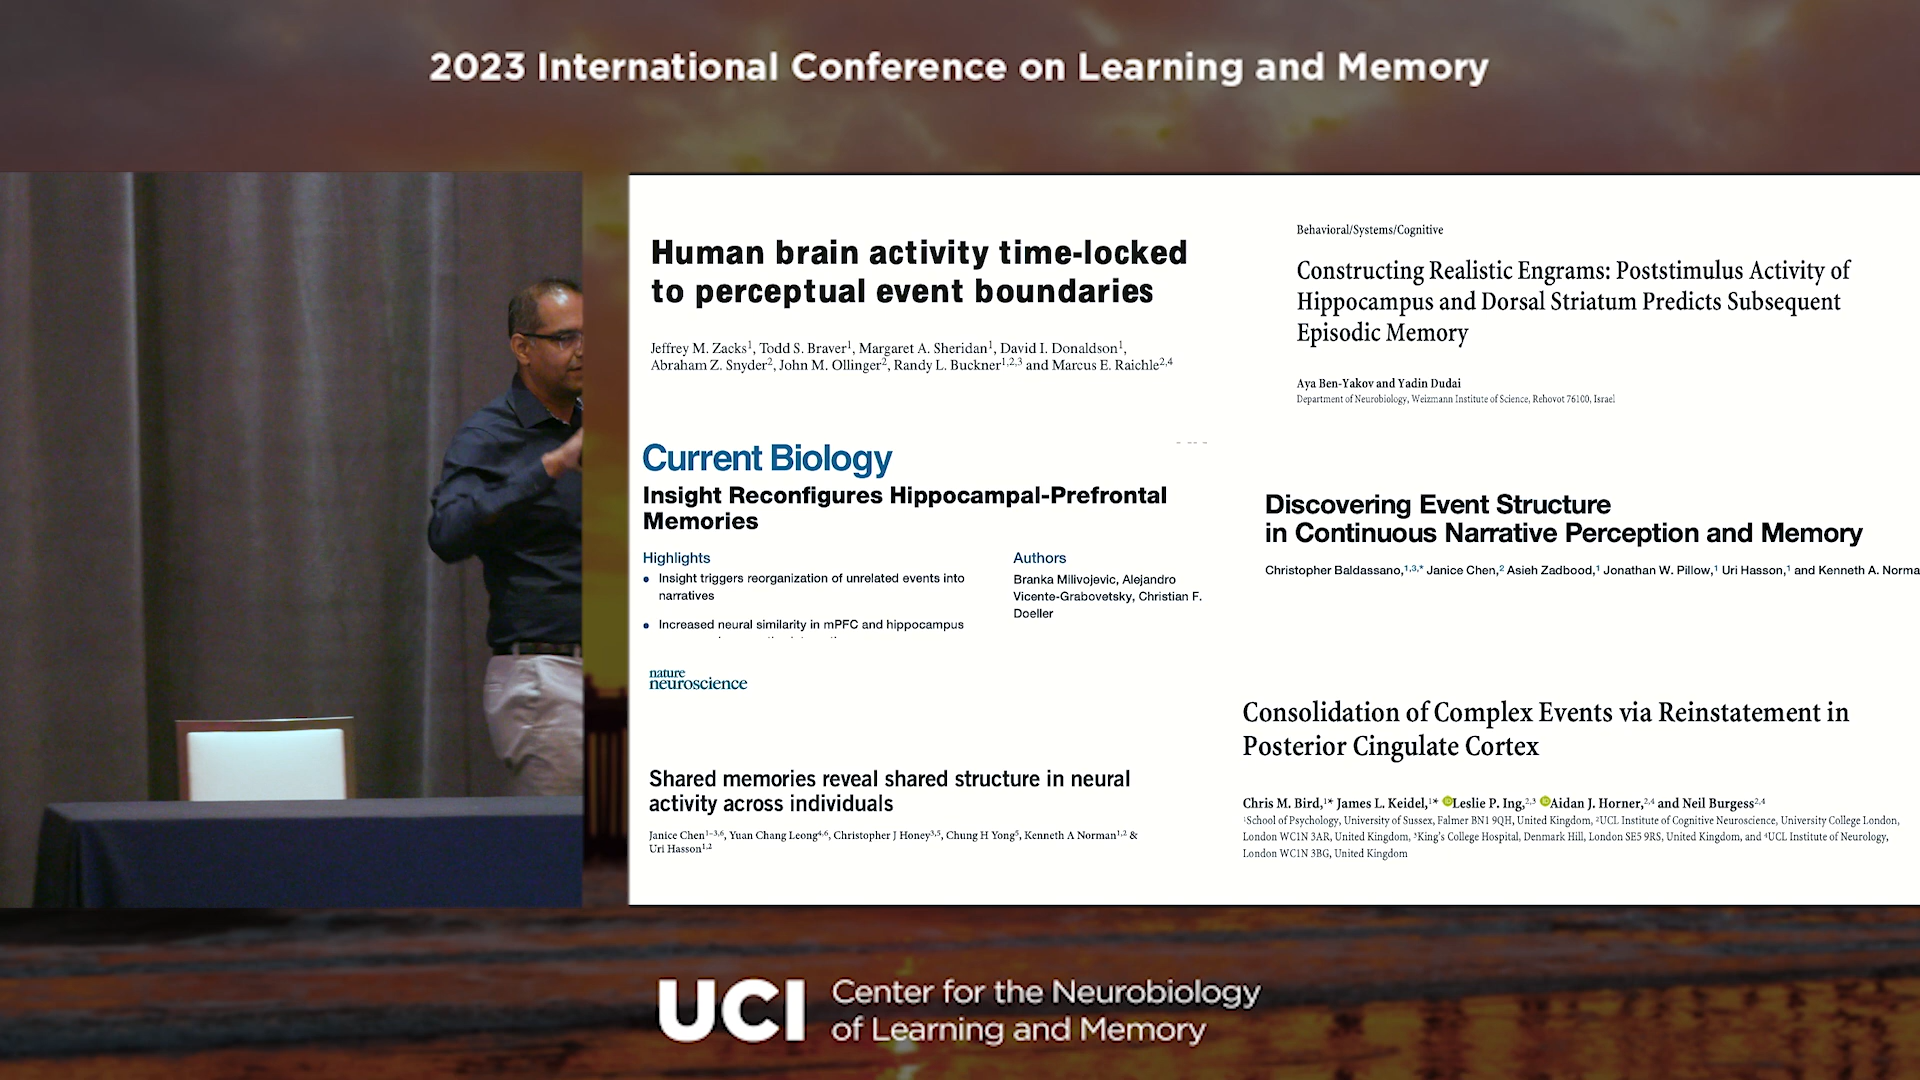 2023 International Conference on Learning and Memory
Human brain activity time-locked
to perceptual event boundaries
Jeffrey M. Zacks1, Todd S. Braver1, Margaret A. Sheridan1, David I. Donaldson1,
Abraham Z. Snyder2, John M. Ollinger2, Randy L. Buckner1,2,3 and Marcus E. Raichle2,4
Behavioral/Systems/Cognitive
Constructing Realistic Engrams: Poststimulus Activity of
Hippocampus and Dorsal Striatum Predicts Subsequent
Episodic Memory
Aya Ben-Yakov and Yadin Dudai
Department of Neurobiology, Weizmann Institute of Science, Rehovot 76100, Israel
Current Biology
Insight Reconfigures Hippocampal-Prefrontal
Memories
Highlights
• Insight triggers reorganization of unrelated events into
narratives
• Increased neural similarity in mPFC and hippocampus
Authors
Branka Milivojevic, Alejandro
Vicente-Grabovetsky, Christian F.
Doeller
Discovering Event Structure
in Continuous Narrative Perception and Memory
Christopher Baldassano,1,3,* Janice Chen,2 Asieh Zadbood,1 Jonathan W. Pillow,1 Uri Hasson,1 and Kenneth A. Norma
nature
neuroscience
Shared memories reveal shared structure in neural
activity across individuals
Janice Chen1–3,6, Yuan Chang Leong4,6, Christopher J Honey3,5, Chung H Yong5, Kenneth A Norman1,2 &
Uri Hasson1,2
Consolidation of Complex Events via Reinstatement in
Posterior Cingulate Cortex
Chris M. Bird,1* James L. Keidel,1* Leslie P. Ing,2,3 Aidan J. Horner,2,4 and Neil Burgess2,4
1School of Psychology, University of Sussex, Falmer BN1 9QH, United Kingdom, 2UCL Institute of Cognitive Neuroscience, University College London,
London WC1N 3AR, United Kingdom, 3King's College Hospital, Denmark Hill, London SE5 9RS, United Kingdom, and 4UCL Institute of Neurology,
London WC1N 3BG, United Kingdom
UCI
Center for the Neurobiology
of Learning and Memory